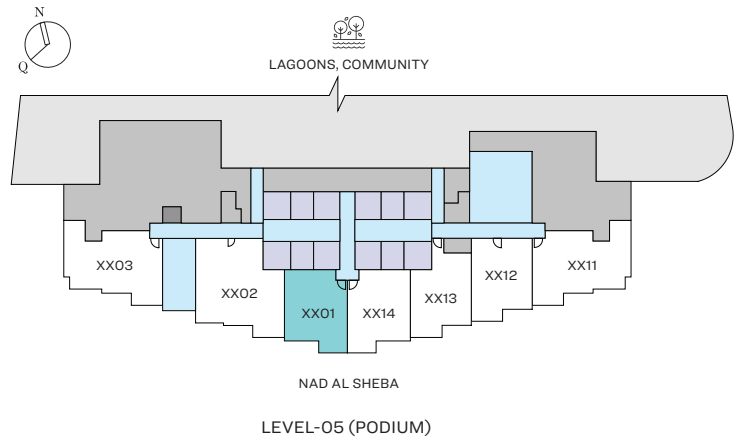 N
Q
LAGOONS, COMMUNITY
XX03
XX02
XX01
XX14
XX13
XX12
XX11
NAD AL SHEBA
LEVEL-05 (PODIUM)